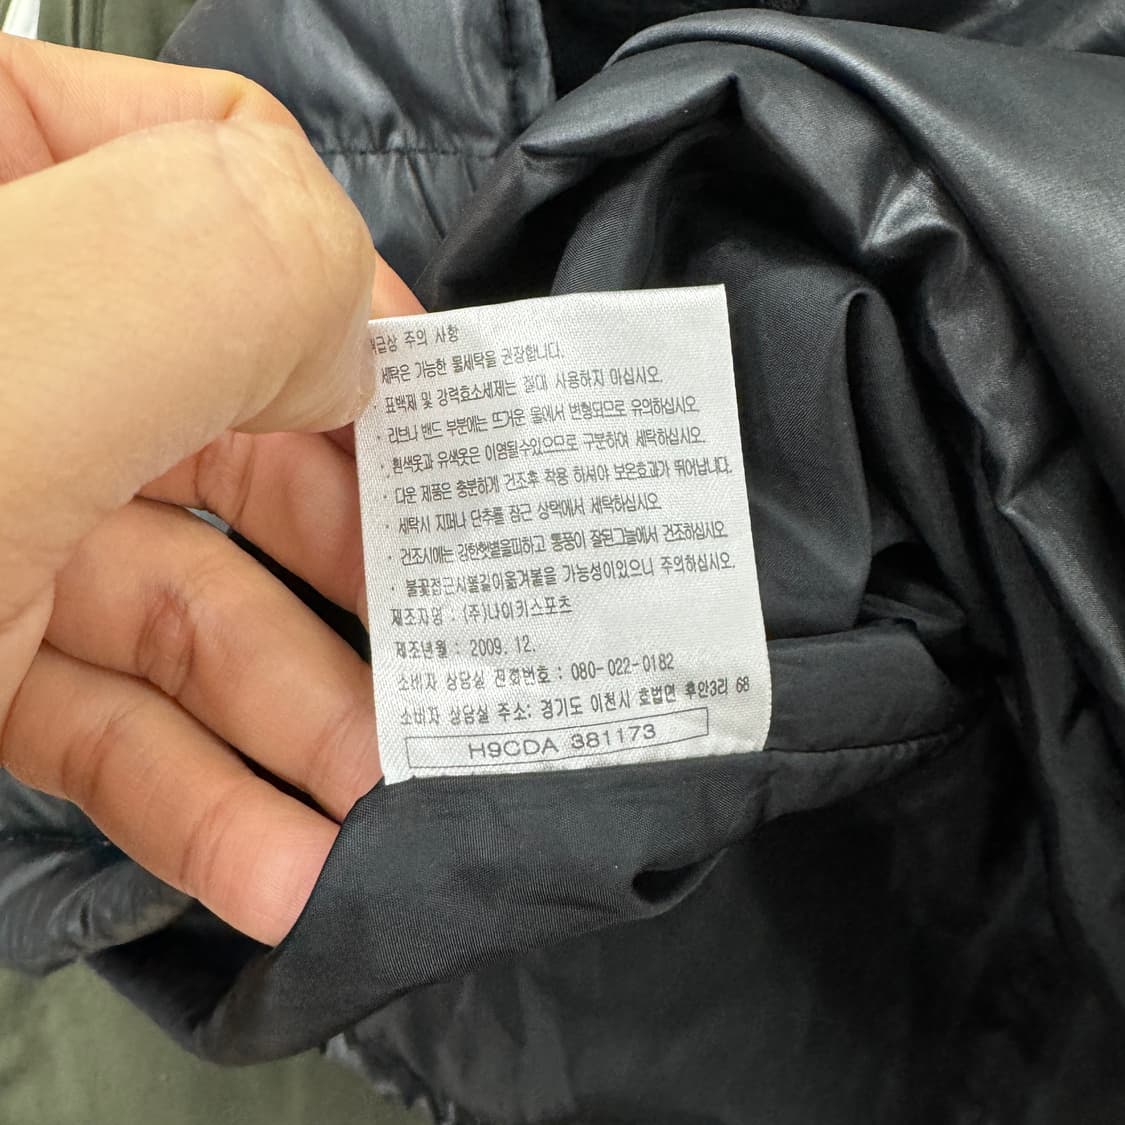 취급상 주의 사항
· 세탁은 가능한 물세탁을 권장합니다.
· 표백제 및 강력효소세제는 절대 사용하지 마십시오.
· 리브나 밴드 부분에는 뜨거운 물에서 변형되므로 유의하십시오.
· 흰색옷과 유색옷은 이염될수있으므로 구분하여 세탁하십시오.
· 다운 제품은 충분하게 건조후 착용 하셔야 보온효과가 뛰어납니다.
· 세탁시 지퍼나 단추를 잠근 상택에서 세탁하십시오
· 건조시에는 강한햇볕을피하고 통풍이 잘된그늘에서 건조하십시오.
· 불꽃접근시불길이옮겨붙을 가능성이있으니 주의하십시오.
제조자명 : (주)나이키스포츠
제조년월 : 2009. 12.
소비자 상담실 전화번호 : 080-022-0182
소비자 상담실 주소: 경기도 이천시 호법면 후안3리 68
H9CDA 381173